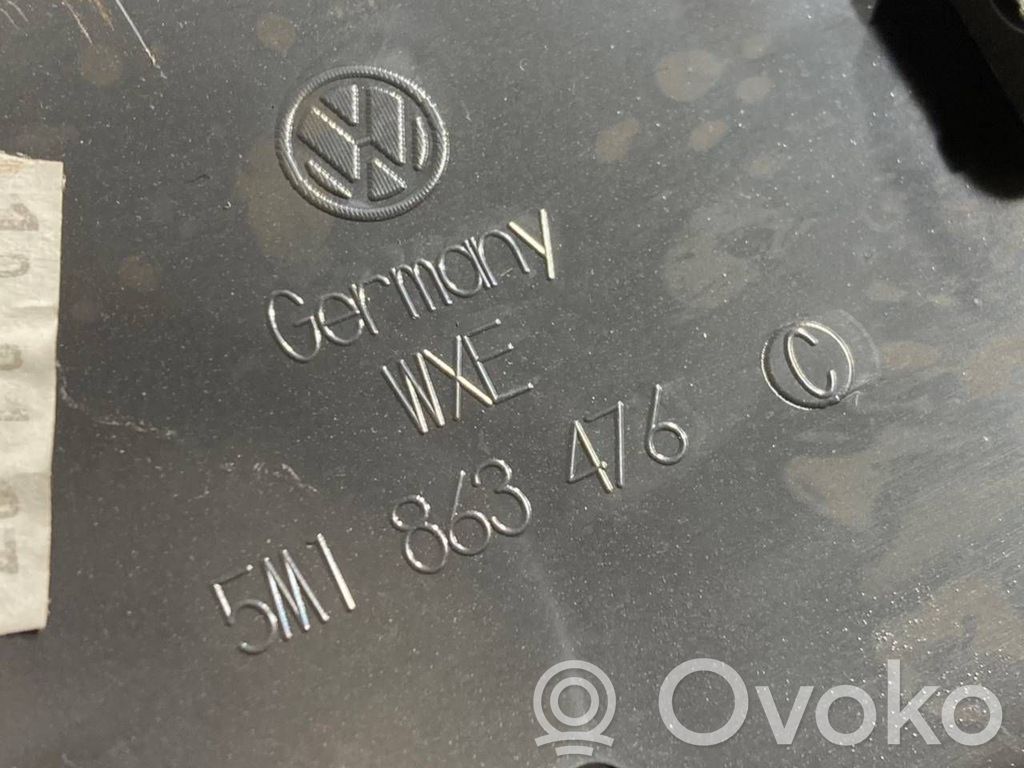 Germany
WXE
5M1 863 476 C
Ovoko